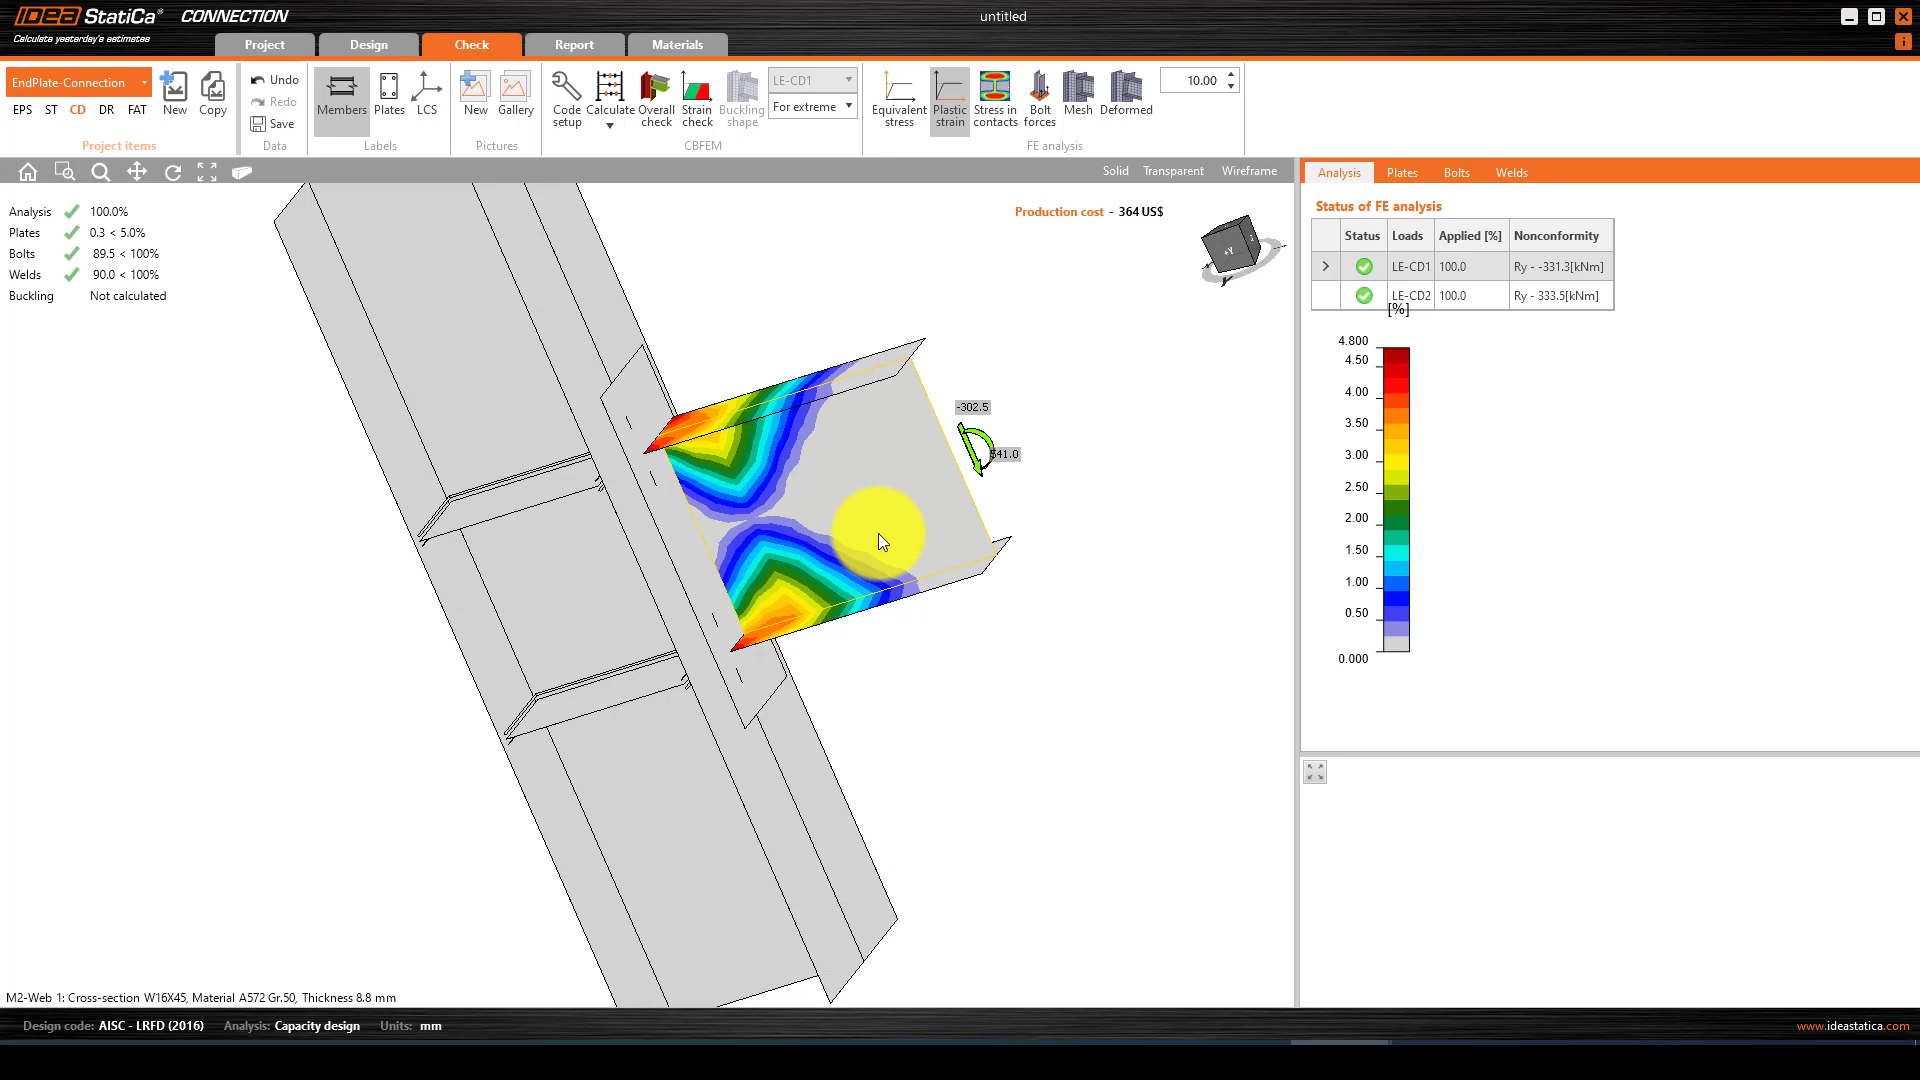 IDEA StatiCa® CONNECTION
Calculate yesterday's estimates
untitled
Project Design Check Report Materials
EndPlate-Connection
EPS ST CD DR FAT
New Copy
Project items
Undo
Redo
Save
Data
Members Plates LCS
Labels
New Gallery
Pictures
Code setup
Calculate
Overall check
Strain check
Buckling shape
LE-CD1
For extreme
CBFEM
Equivalent stress
Plastic strain
Stress in contacts
Bolt forces
Mesh
Deformed
10.00
FE analysis
Solid Transparent Wireframe
Analysis 100.0%
Plates 0.3 < 5.0%
Bolts 89.5 < 100%
Welds 90.0 < 100%
Buckling Not calculated
Production cost - 364 US$
-302.5
541.0
Analysis Plates Bolts Welds
Status of FE analysis
Status Loads Applied [%] Nonconformity
LE-CD1 100.0 Ry - -331.3[kNm]
LE-CD2 100.0 Ry - 333.5[kNm]
[%]
4.800
4.50
4.00
3.50
3.00
2.50
2.00
1.50
1.00
0.50
0.000
M2-Web 1: Cross-section W16X45, Material A572 Gr.50, Thickness 8.8 mm
Design code: AISC - LRFD (2016) Analysis: Capacity design Units: mm
www.ideastatica.com